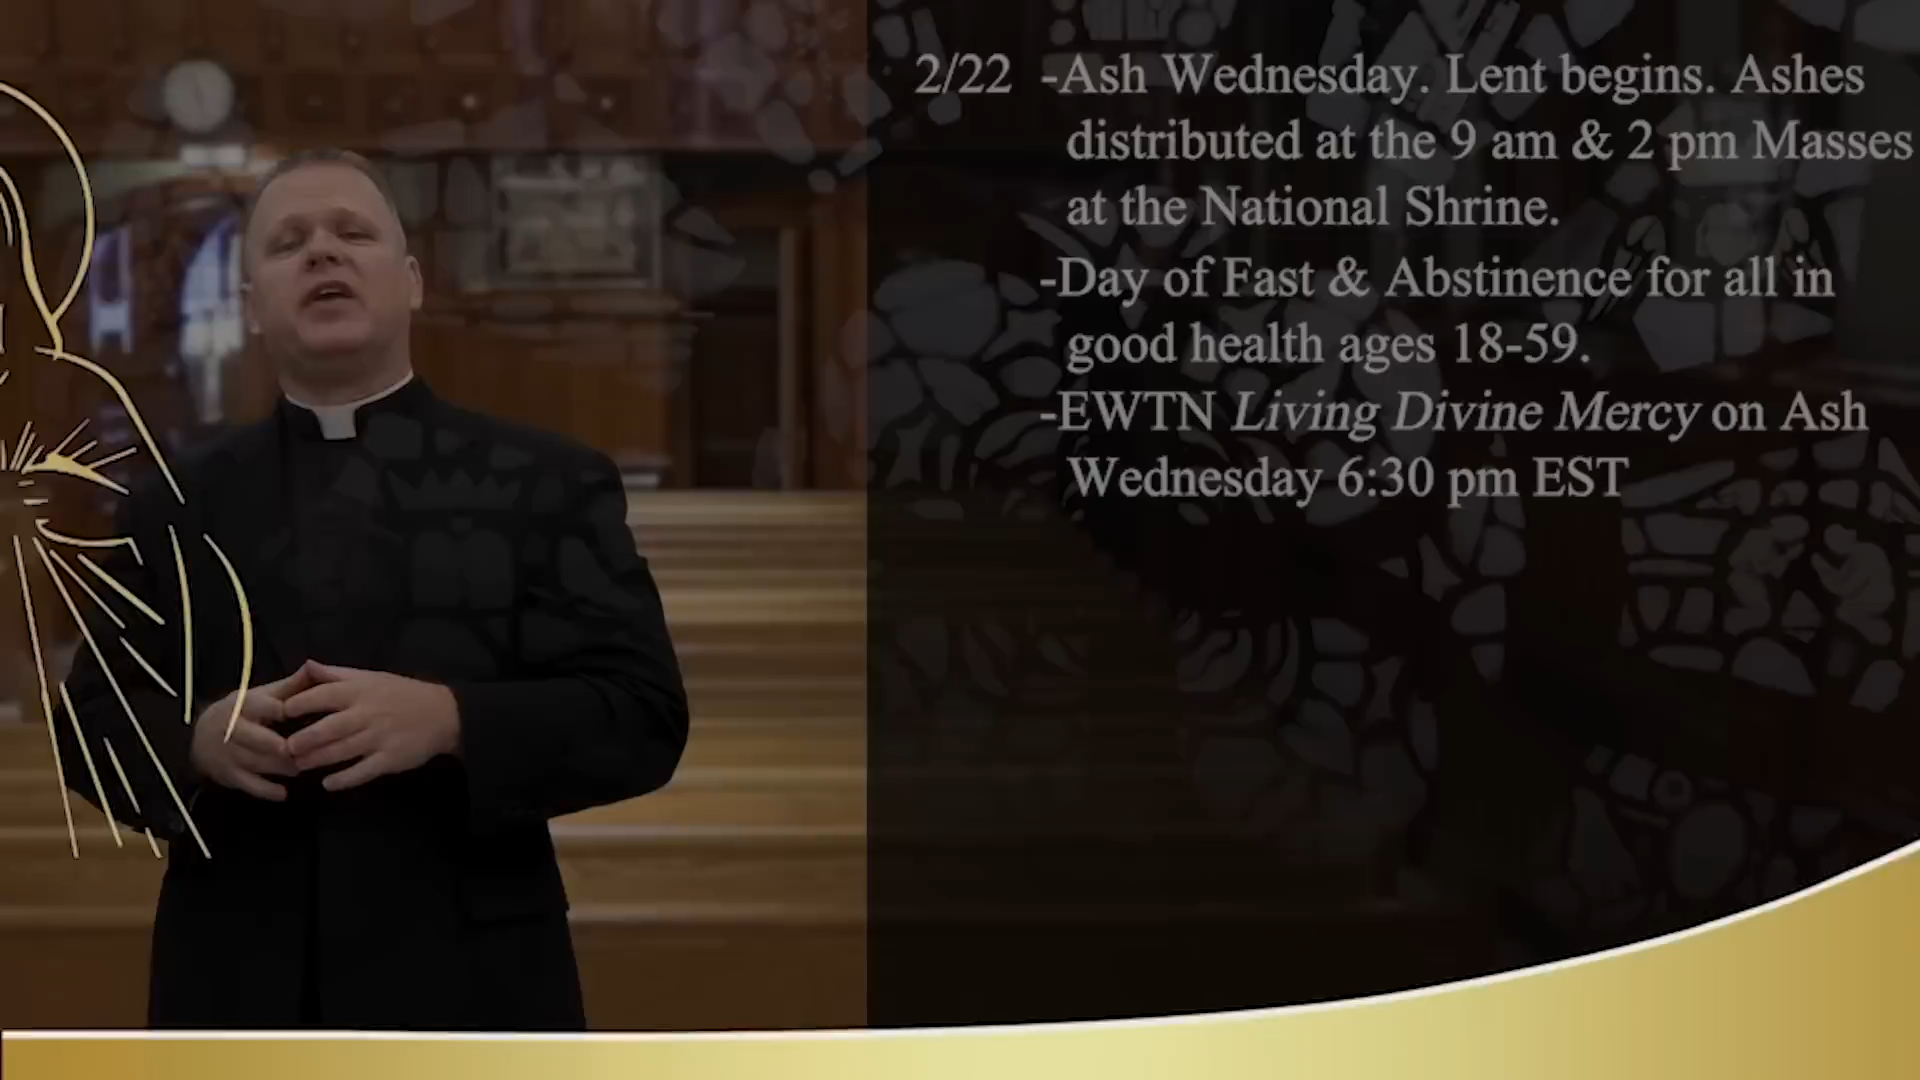 2/22 -Ash Wednesday. Lent begins. Ashes
distributed at the 9 am & 2 pm Masses
at the National Shrine.
-Day of Fast & Abstinence for all in
good health ages 18-59.
-EWTN Living Divine Mercy on Ash
Wednesday 6:30 pm EST